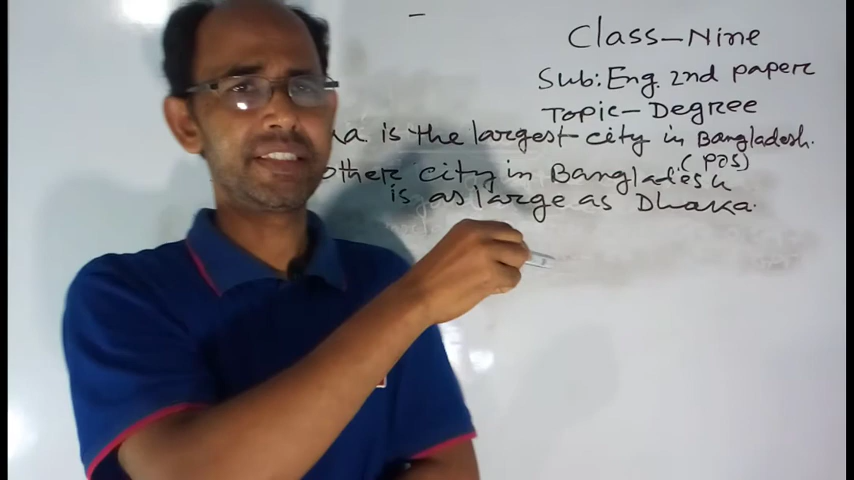 Class-Nine
Sub: Eng. 2nd paper
Topic-Degree
is the largest city in Bangladesh.
(pos)
other city in Bangladesh
is as large as Dhaka.